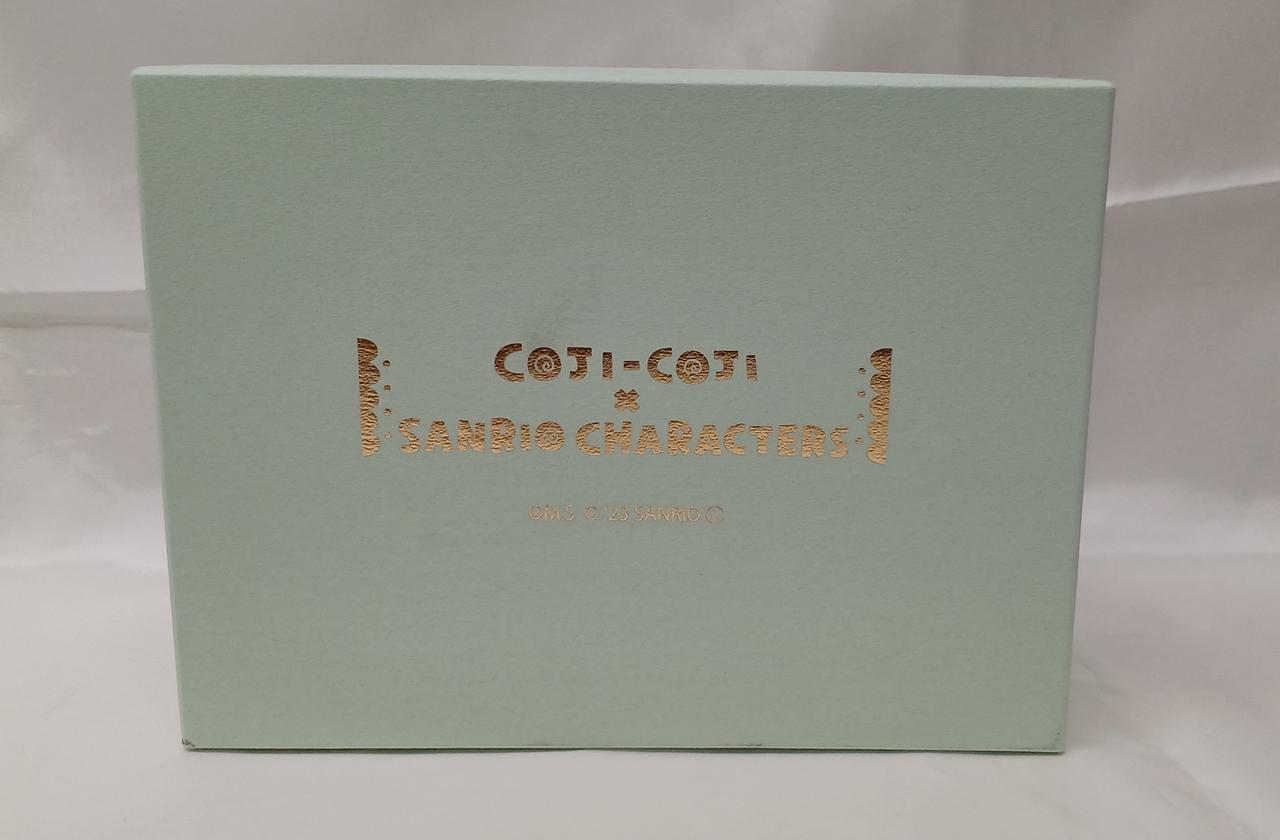 COJI-COJI
×
SANRIO CHARACTERS
©M.S © '23 SANRIO Ⓛ